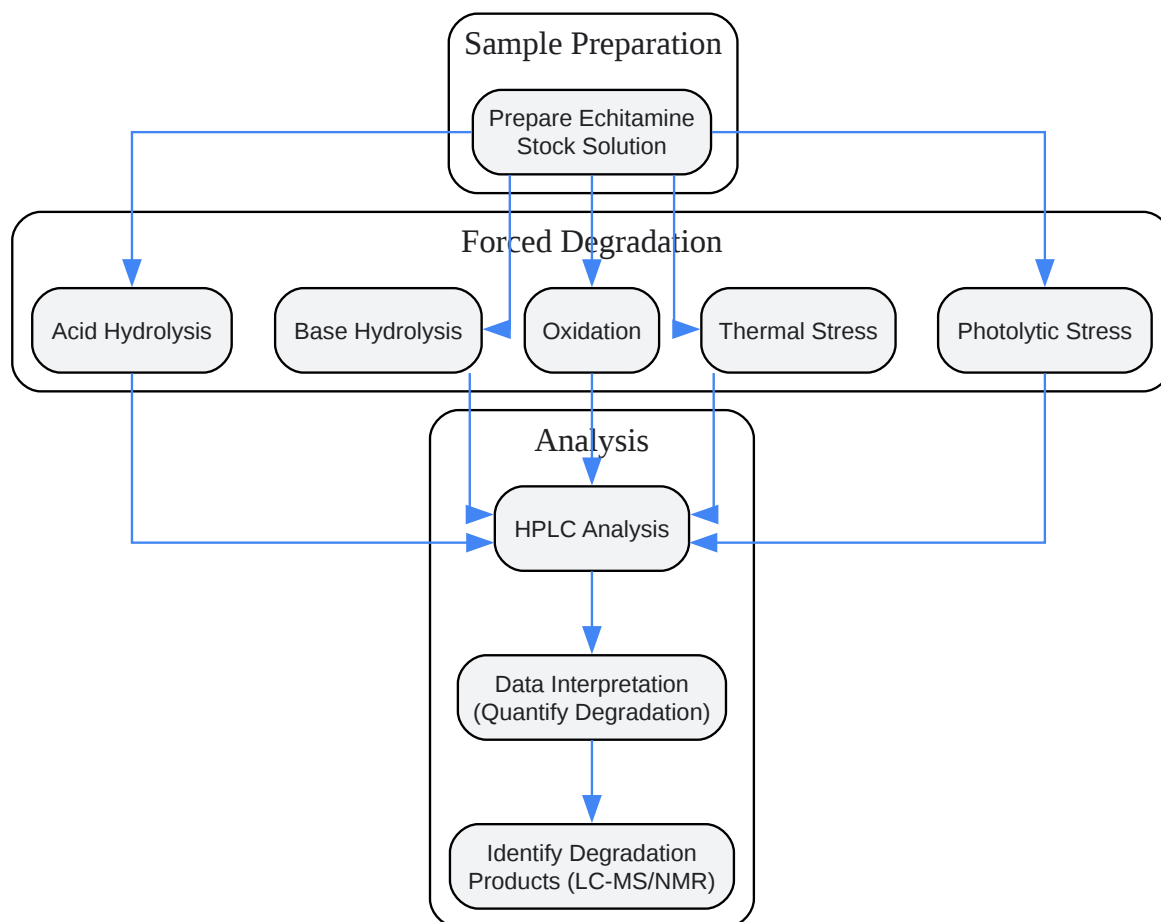 Sample Preparation
Prepare Echitamine
Stock Solution
Forced Degradation
Acid Hydrolysis
Base Hydrolysis
Oxidation
Thermal Stress
Photolytic Stress
Analysis
HPLC Analysis
Data Interpretation
(Quantify Degradation)
Identify Degradation
Products (LC-MS/NMR)